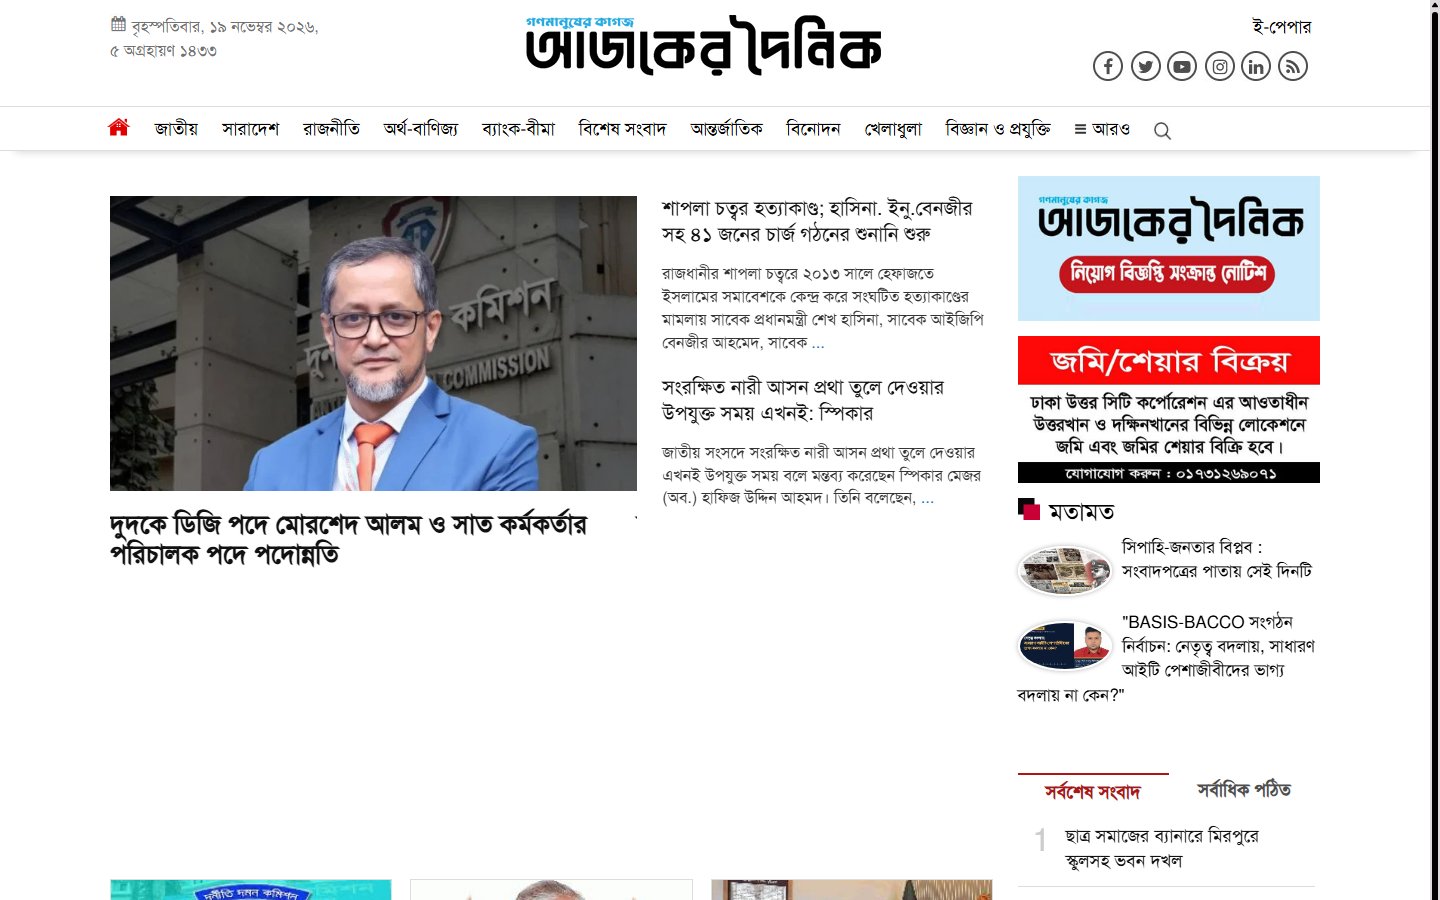 বৃহস্পতিবার, ১৯ নভেম্বর ২০২৬,
৫ অগ্রহায়ণ ১৪৩৩
গণমানুষের কাগজ
আজকের দৈনিক
ই-পেপার
জাতীয় সারাদেশ রাজনীতি অর্থ-বাণিজ্য ব্যাংক-বীমা বিশেষ সংবাদ আন্তর্জাতিক বিনোদন খেলাধুলা বিজ্ঞান ও প্রযুক্তি আরও
কমিশন
COMMISSION
দুদকে ডিজি পদে মোরশেদ আলম ও সাত কর্মকর্তার
পরিচালক পদে পদোন্নতি
শাপলা চত্বর হত্যাকাণ্ড; হাসিনা. ইনু.বেনজীর
সহ ৪১ জনের চার্জ গঠনের শুনানি শুরু
রাজধানীর শাপলা চত্বরে ২০১৩ সালে হেফাজতে
ইসলামের সমাবেশকে কেন্দ্র করে সংঘটিত হত্যাকাণ্ডের
মামলায় সাবেক প্রধানমন্ত্রী শেখ হাসিনা, সাবেক আইজিপি
বেনজীর আহমেদ, সাবেক ...
সংরক্ষিত নারী আসন প্রথা তুলে দেওয়ার
উপযুক্ত সময় এখনই: স্পিকার
জাতীয় সংসদে সংরক্ষিত নারী আসন প্রথা তুলে দেওয়ার
এখনই উপযুক্ত সময় বলে মন্তব্য করেছেন স্পিকার মেজর
(অব.) হাফিজ উদ্দিন আহমদ। তিনি বলেছেন, ...
গণমানুষের কাগজ
আজকের দৈনিক
নিয়োগ বিজ্ঞপ্তি সংক্রান্ত নোটিশ
জমি/শেয়ার বিক্রয়
ঢাকা উত্তর সিটি কর্পোরেশন এর আওতাধীন
উত্তরখান ও দক্ষিনখানের বিভিন্ন লোকেশনে
জমি এবং জমির শেয়ার বিক্রি হবে।
যোগাযোগ করুন : ০১৭৩১২৬৯০৭১
মতামত
সিপাহি-জনতার বিপ্লব :
সংবাদপত্রের পাতায় সেই দিনটি
"BASIS-BACCO সংগঠন
নির্বাচন: নেতৃত্ব বদলায়, সাধারণ
আইটি পেশাজীবীদের ভাগ্য
বদলায় না কেন?"
সর্বশেষ সংবাদ সর্বাধিক পঠিত
1 ছাত্র সমাজের ব্যানারে মিরপুরে
স্কুলসহ ভবন দখল
দুর্নীতি দমন কমিশন